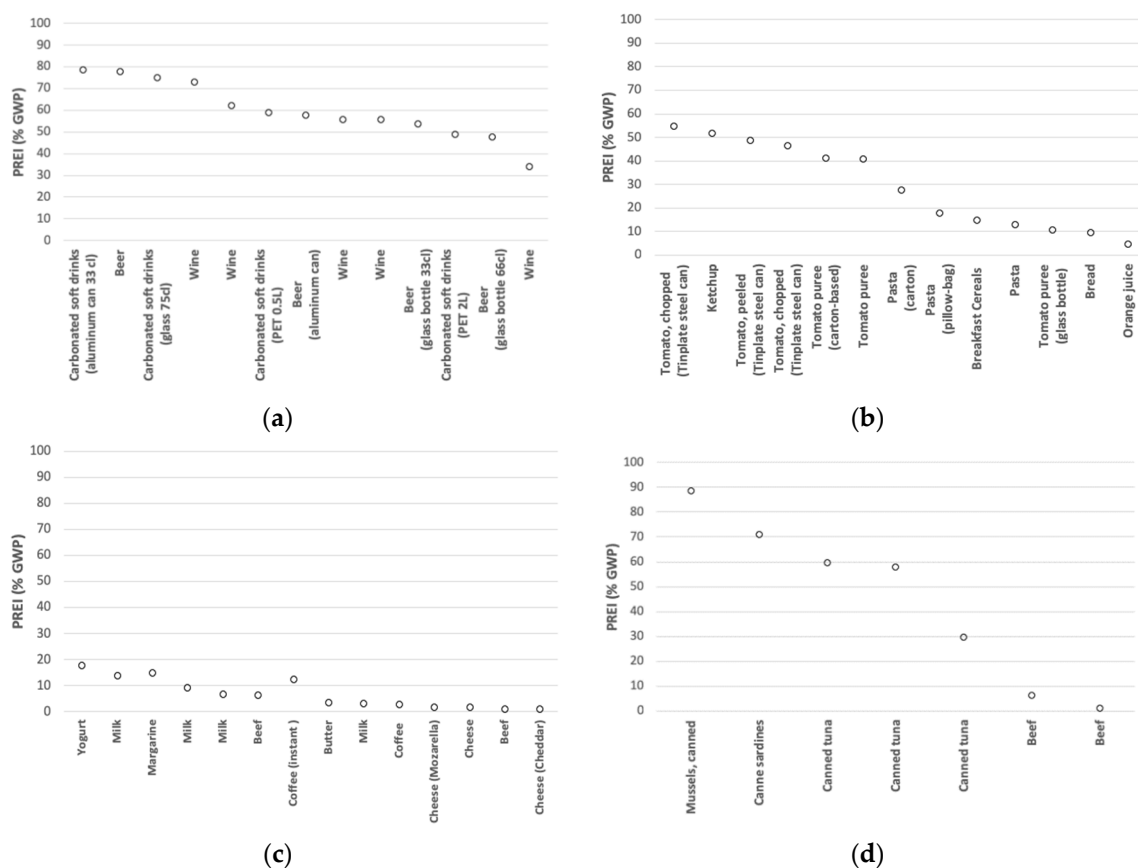 100
90
80
70
60
50
40
30
20
10
0
PREI (% GWP)
Carbonated soft drinks
(aluminum can 33 cl)
Beer
Carbonated soft drinks
(glass 75cl)
Wine
Wine
Carbonated soft drinks
(PET 0.5L)
Beer
(aluminum can)
Wine
Wine
Beer
(glass bottle 33cl)
Carbonated soft drinks
(PET 2L)
Beer
(glass bottle 66cl)
Wine
(a)
100
90
80
70
60
50
40
30
20
10
0
PREI (% GWP)
Tomato, chopped
(Tinplate steel can)
Ketchup
Tomato, peeled
(Tinplate steel can)
Tomato, chopped
(Tinplate steel can)
Tomato puree
(carton-based)
Tomato puree
Pasta
(carton)
Pasta
(pillow-bag)
Breakfast Cereals
Pasta
Tomato puree
(glass bottle)
Bread
Orange juice
(b)
100
90
80
70
60
50
40
30
20
10
0
PREI (% GWP)
Yogurt
Milk
Margarine
Milk
Milk
Beef
Coffee (instant )
Butter
Milk
Coffee
Cheese (Mozarella)
Cheese
Beef
Cheese (Cheddar)
(c)
100
90
80
70
60
50
40
30
20
10
0
PREI (% GWP)
Mussels, canned
Canne sardines
Canned tuna
Canned tuna
Canned tuna
Beef
Beef
(d)